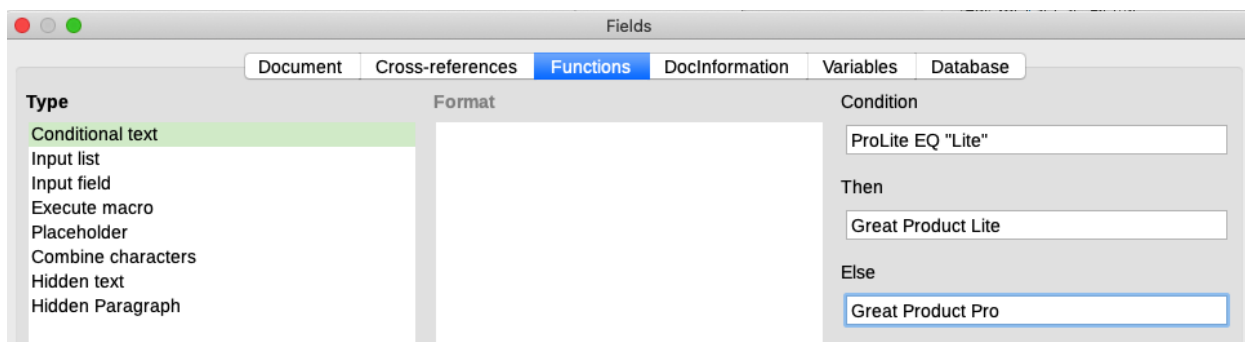 Fields
Document Cross-references Functions DocInformation Variables Database
Type
Conditional text
Input list
Input field
Execute macro
Placeholder
Combine characters
Hidden text
Hidden Paragraph
Format
Condition
ProLite EQ "Lite"
Then
Great Product Lite
Else
Great Product Pro